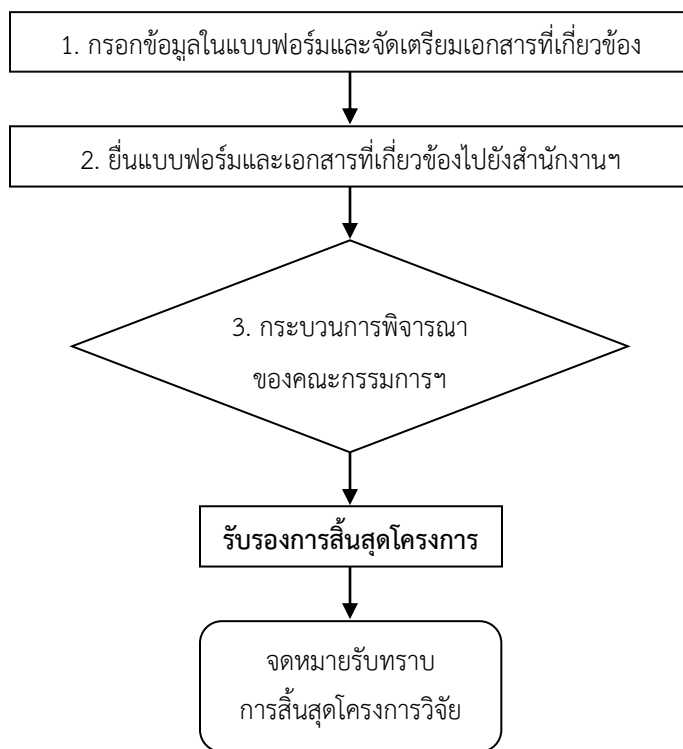 1. กรอกข้อมูลในแบบฟอร์มและจัดเตรียมเอกสารที่เกี่ยวข้อง
2. ยื่นแบบฟอร์มและเอกสารที่เกี่ยวข้องไปยังสำนักงานฯ
3. กระบวนการพิจารณา
ของคณะกรรมการฯ
รับรองการสิ้นสุดโครงการ
จดหมายรับทราบ
การสิ้นสุดโครงการวิจัย